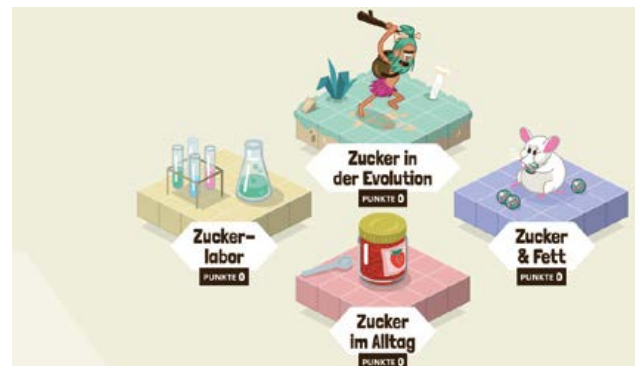 Zucker in
der Evolution
PUNKTE 0
Zucker-
labor
PUNKTE 0
Zucker
& Fett
PUNKTE 0
Zucker
im Alltag
PUNKTE 0